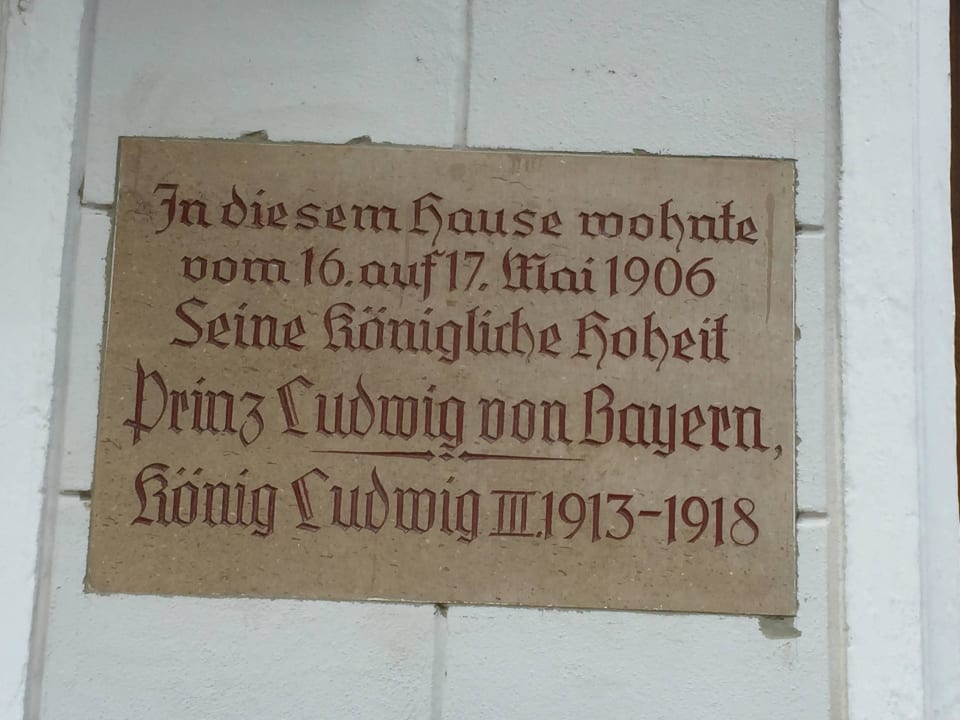 In diesem Hause wohnte
vom 16. auf 17. Mai 1906
Seine Königliche Hoheit
Prinz Ludwig von Bayern,
König Ludwig III. 1913-1918